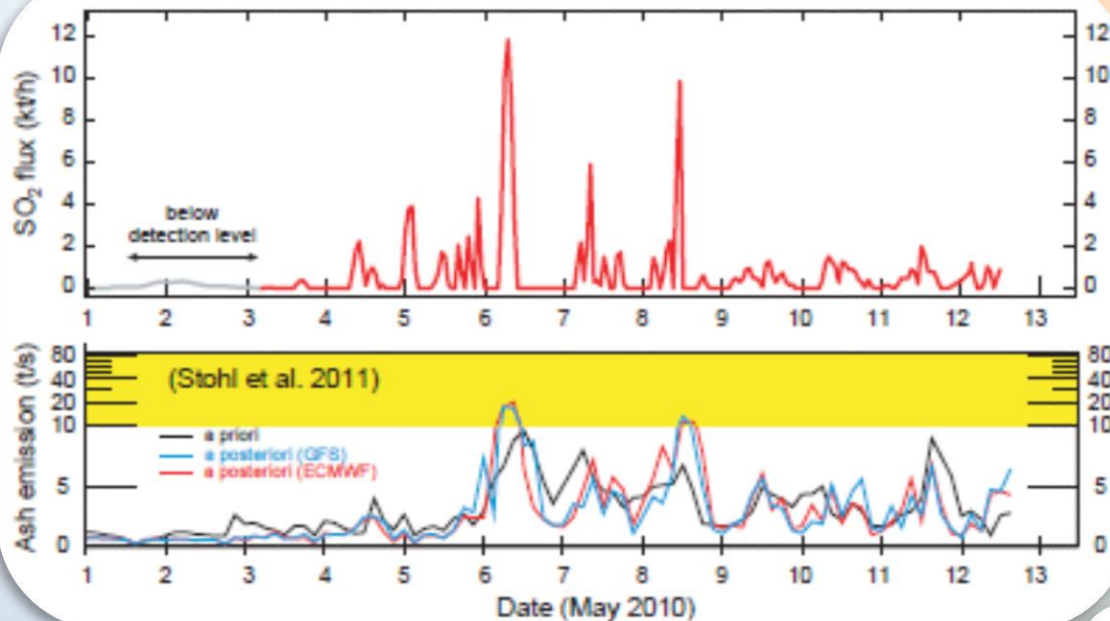 12
12
10
10
8
8
6
6
4
4
2
2
0
0
SO₂ flux (kt/h)
below
detection level
1 2 3 4 5 6 7 8 9 10 11 12 13
80
80
40
40
20
20
10
10
5
5
0
0
Ash emission (t/s)
(Stohl et al. 2011)
a priori
a posteriori (GFS)
a posteriori (ECMWF)
1 2 3 4 5 6 7 8 9 10 11 12 13
Date (May 2010)